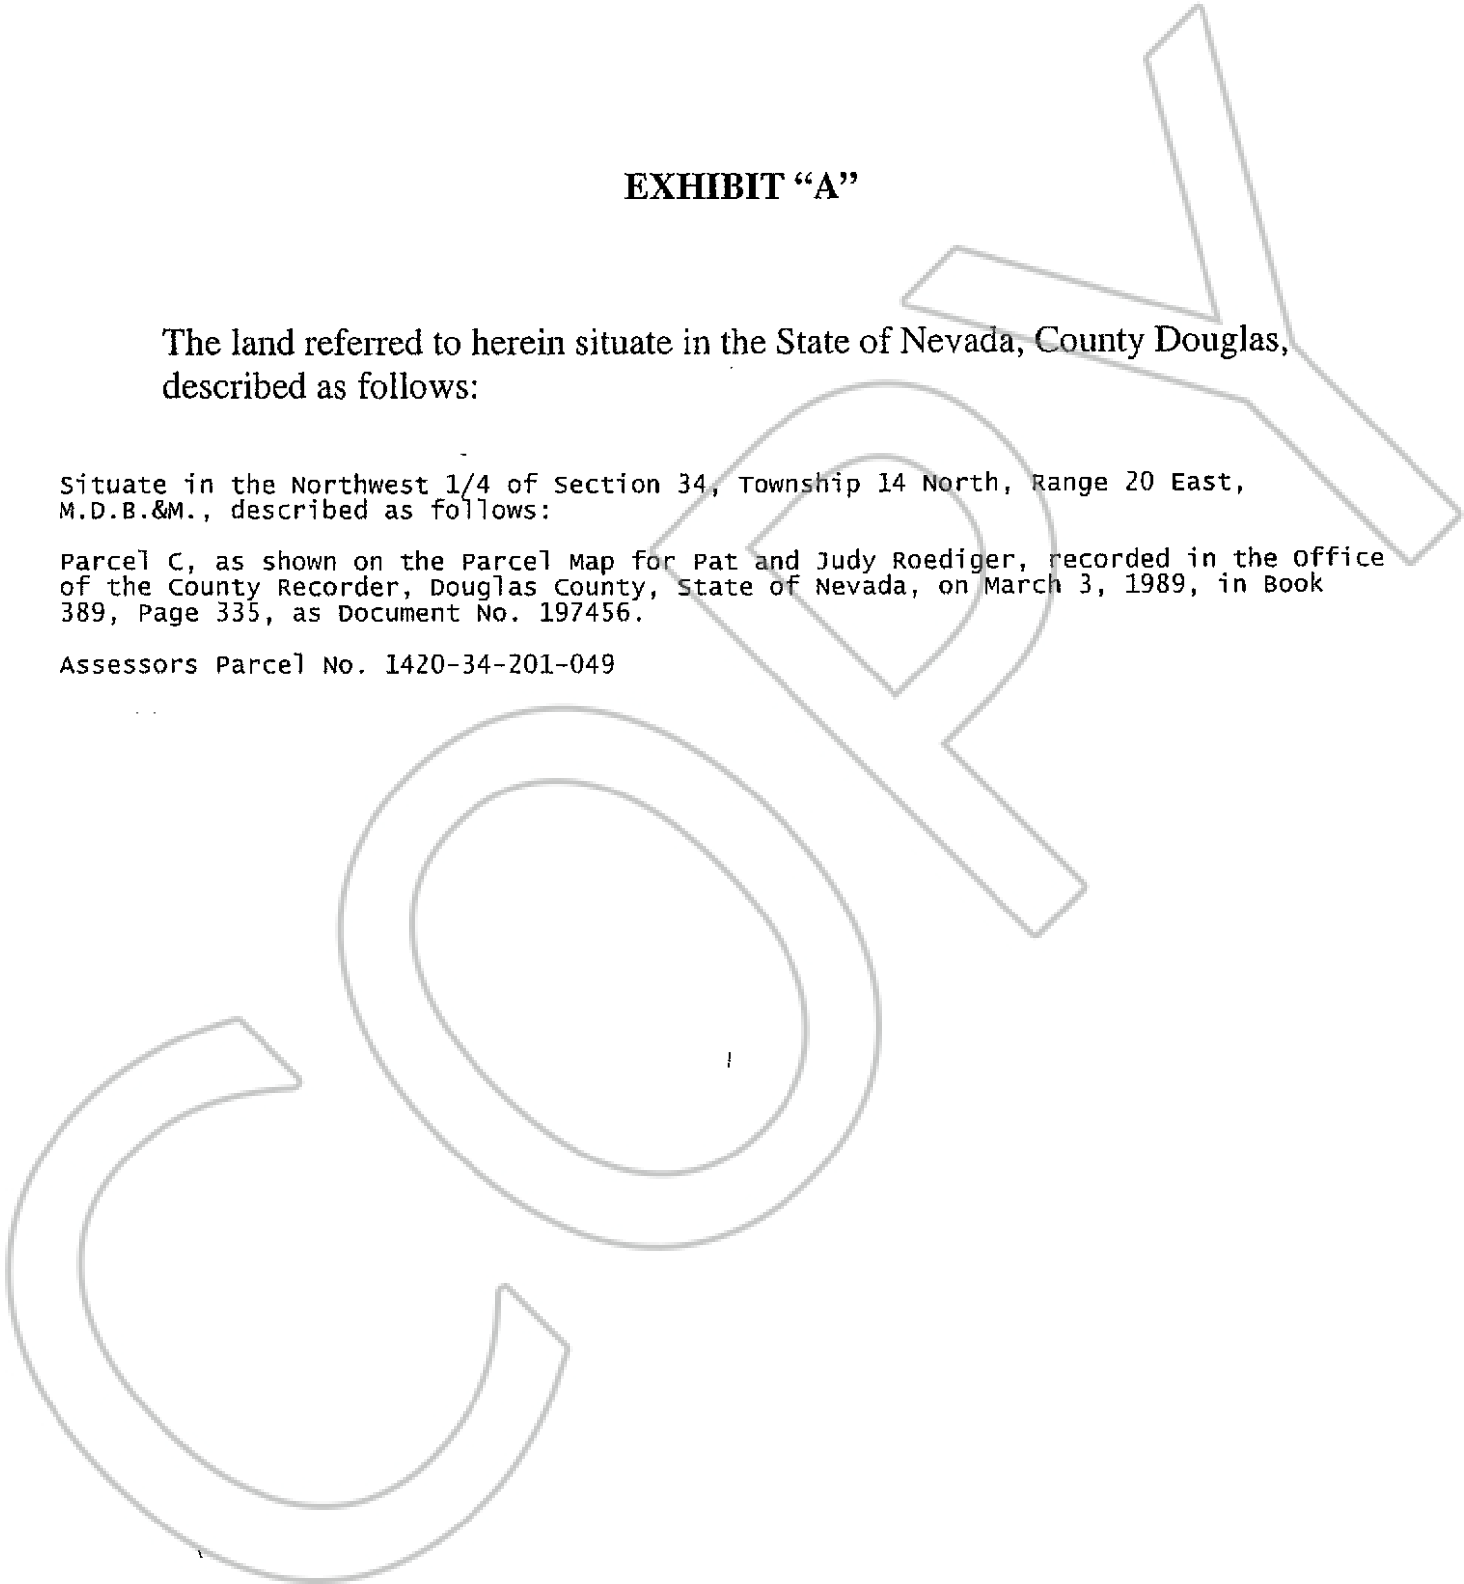 EXHIBIT “A”
The land referred to herein situate in the State of Nevada, County Douglas,
described as follows:
Situate in the Northwest 1/4 of Section 34, Township 14 North, Range 20 East,
M.D.B.&M., described as follows:
Parcel C, as shown on the Parcel Map for Pat and Judy Roediger, recorded in the Office
of the County Recorder, Douglas County, State of Nevada, on March 3, 1989, in Book
389, Page 335, as Document No. 197456.
Assessors Parcel No. 1420-34-201-049
COPY